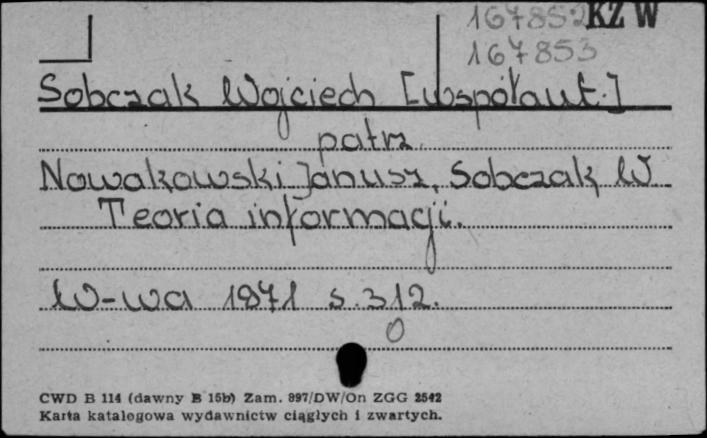 167852 KZ W
167853
Sobczak Wojciech [współaut.]
patrz
Nowakowski Janusz, Sobczak W
Teoria informacji.
W-wa 1971 s. 312.
0
CWD B 114 (dawny B 15b) Zam. 897/DW/On ZGG 2542
Karta katalogowa wydawnictw ciągłych i zwartych.